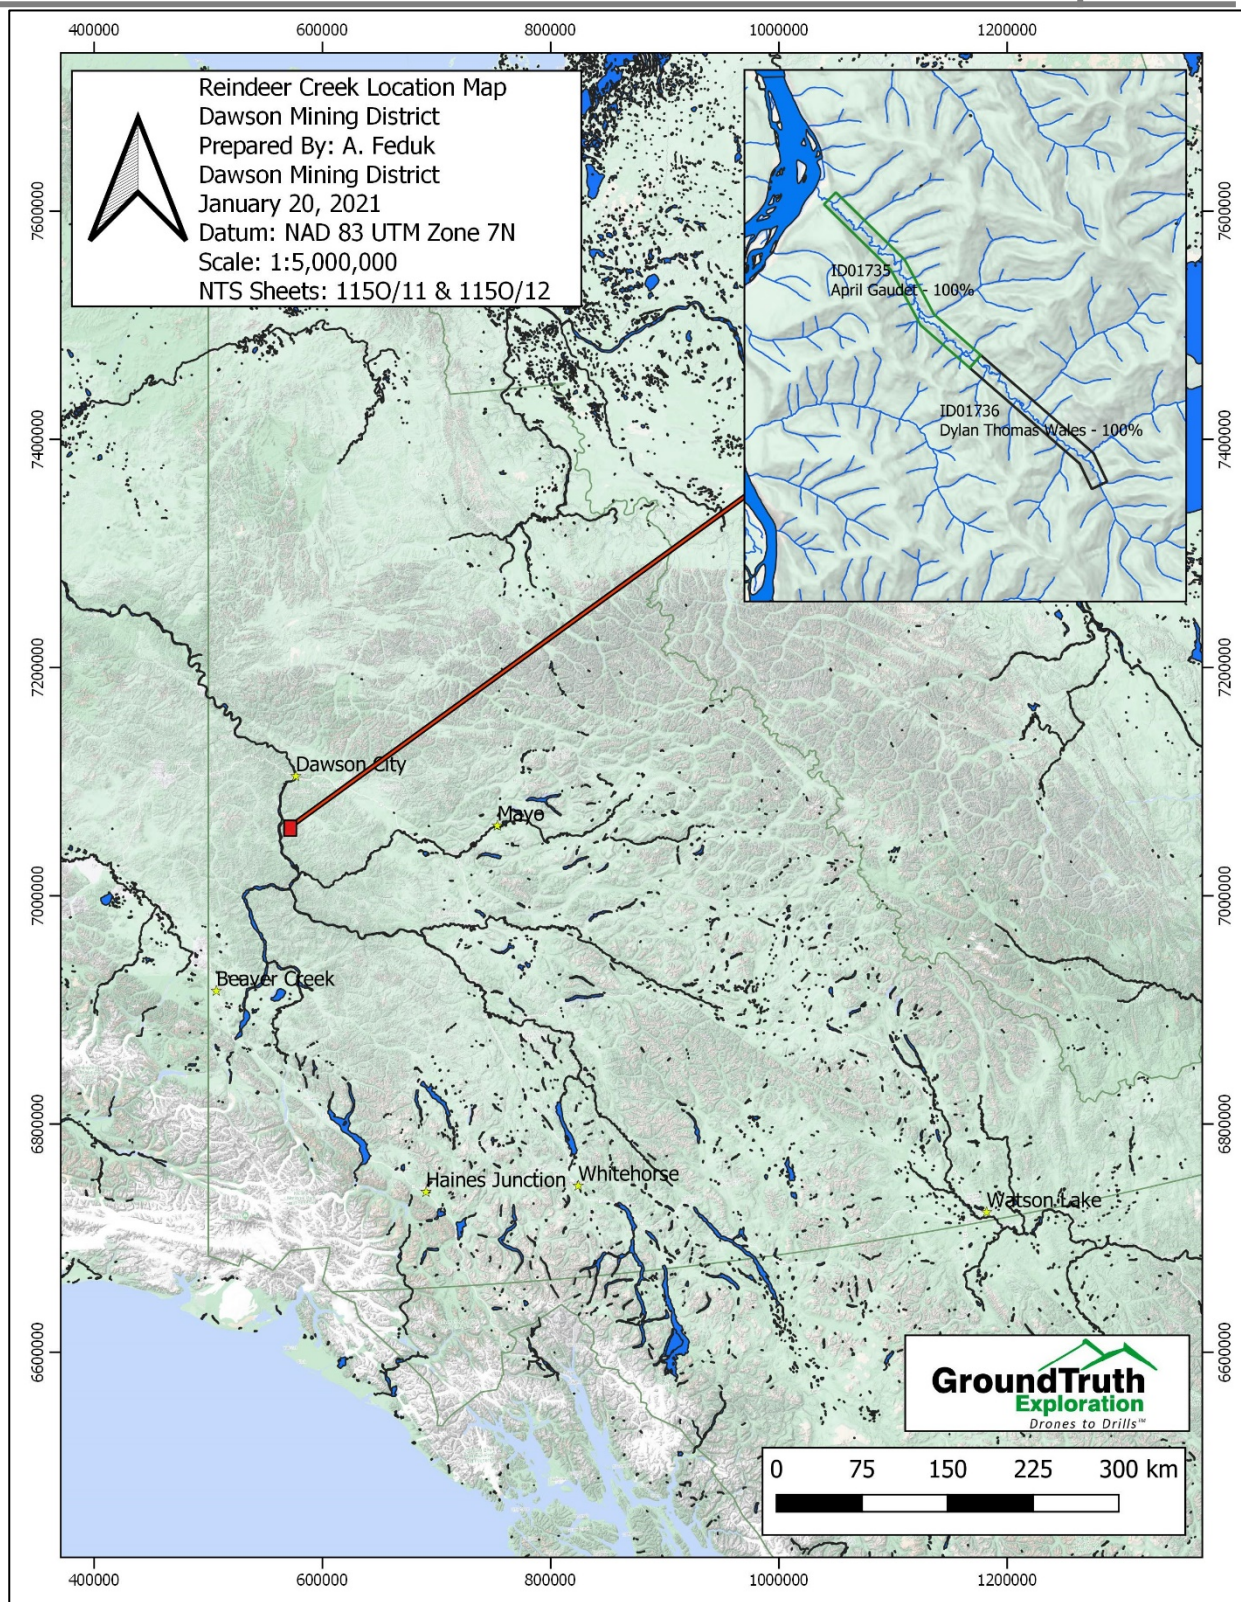 400000 600000 800000 1000000 1200000
Reindeer Creek Location Map
Dawson Mining District
Prepared By: A. Feduk
Dawson Mining District
January 20, 2021
Datum: NAD 83 UTM Zone 7N
Scale: 1:5,000,000
NTS Sheets: 115O/11 & 115O/12
ID01735
April Gaudet - 100%
ID01736
Dylan Thomas Wales - 100%
7600000 7600000
7400000 7400000
7200000 7200000
Dawson City
Mayo
7000000 7000000
Beaver Creek
6800000 6800000
Haines Junction
Whitehorse
Watson Lake
6600000 6600000
GroundTruth
Exploration
Drones to Drills™
0 75 150 225 300 km
400000 600000 800000 1000000 1200000